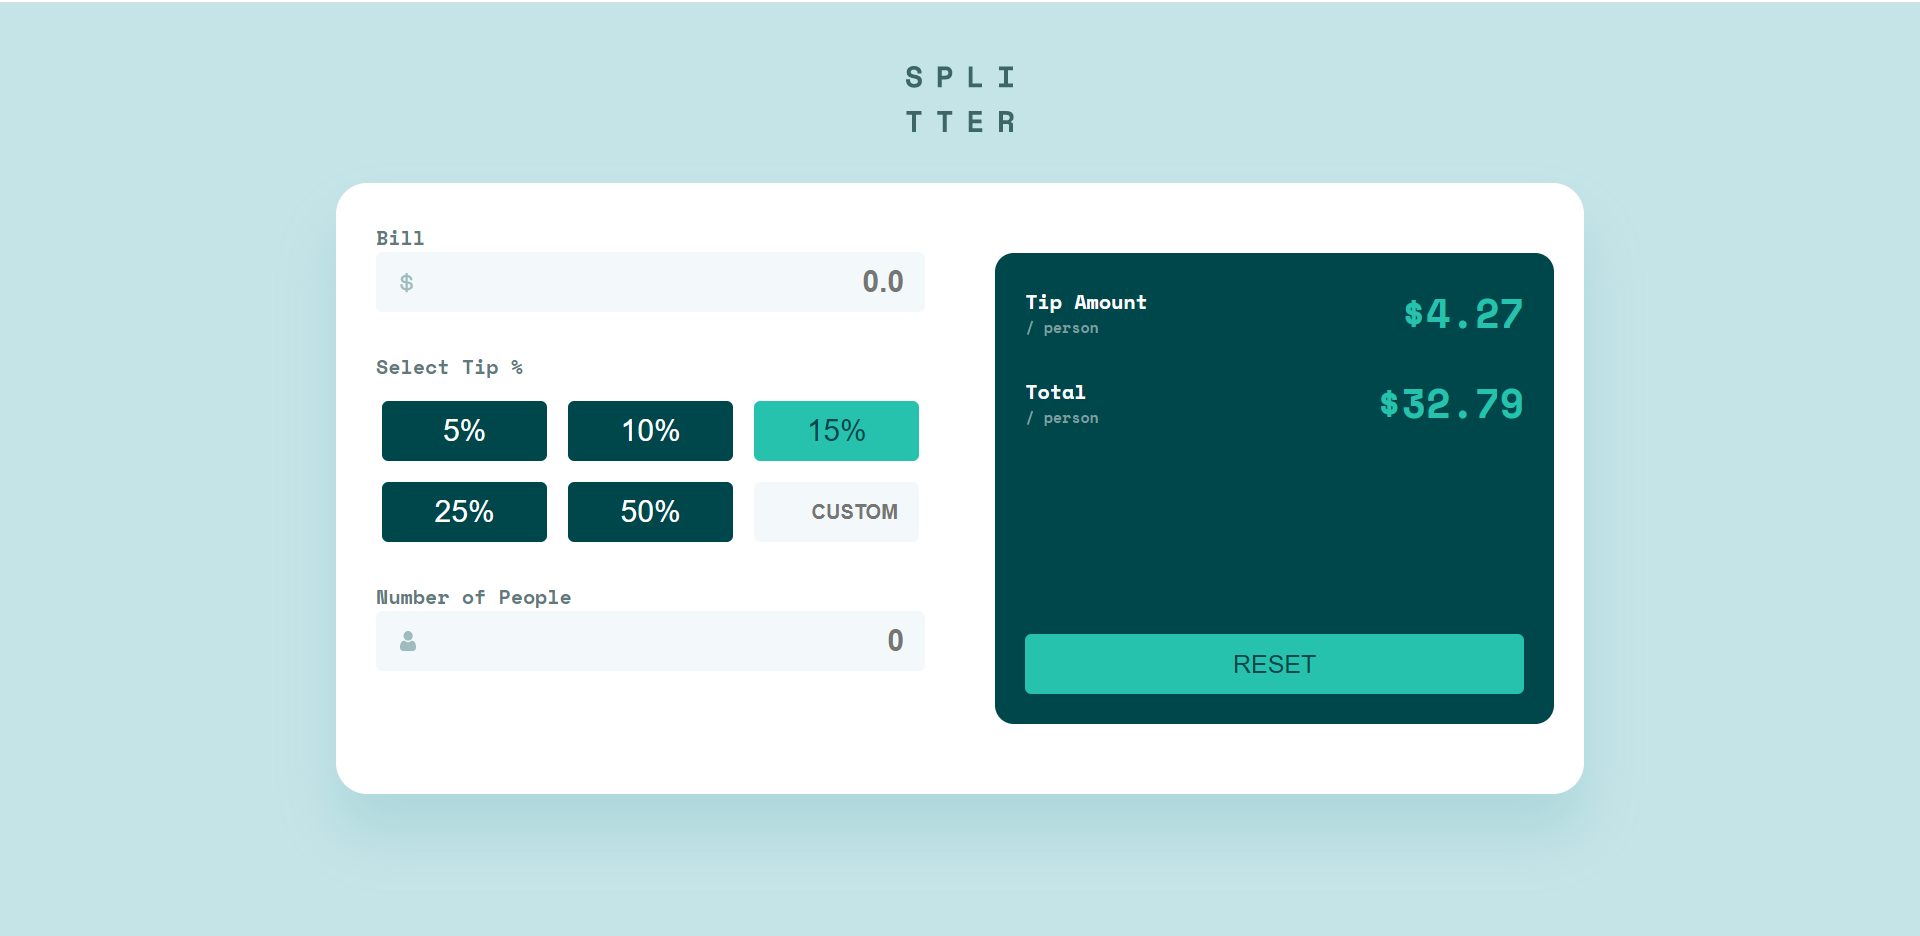 SPLI
TTER
Bill
$ 0.0
Select Tip %
5% 10% 15%
25% 50% CUSTOM
Number of People
0
Tip Amount
/ person
$4.27
Total
/ person
$32.79
RESET